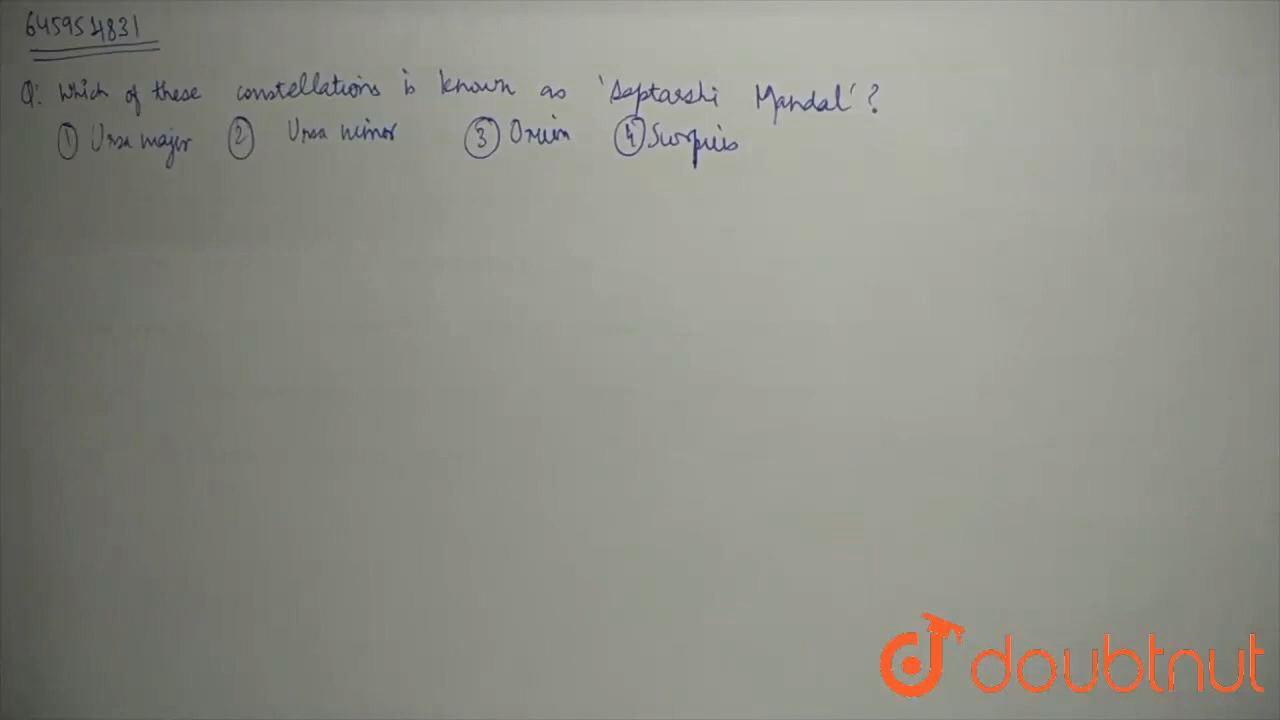 645954831
Q: Which of these constellations is known as 'Saptarshi Mandal'?
① Ursa major ② Ursa minor ③ Orion ④ Scorpius
doubtnut